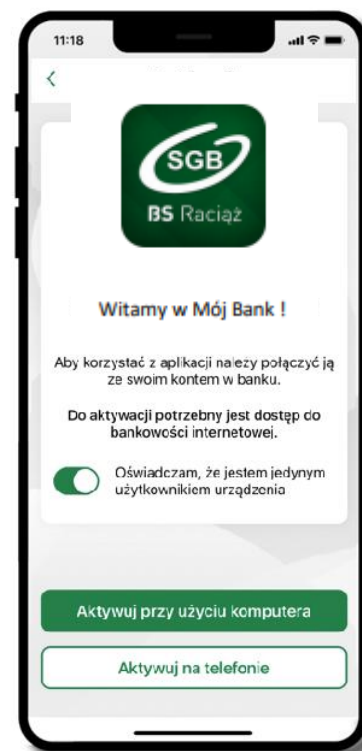 11:18
SGB
BS Raciąż
Witamy w Mój Bank !
Aby korzystać z aplikacji należy połączyć ją
ze swoim kontem w banku.
Do aktywacji potrzebny jest dostęp do
bankowości internetowej.
Oświadczam, że jestem jedynym
użytkownikiem urządzenia
Aktywuj przy użyciu komputera
Aktywuj na telefonie